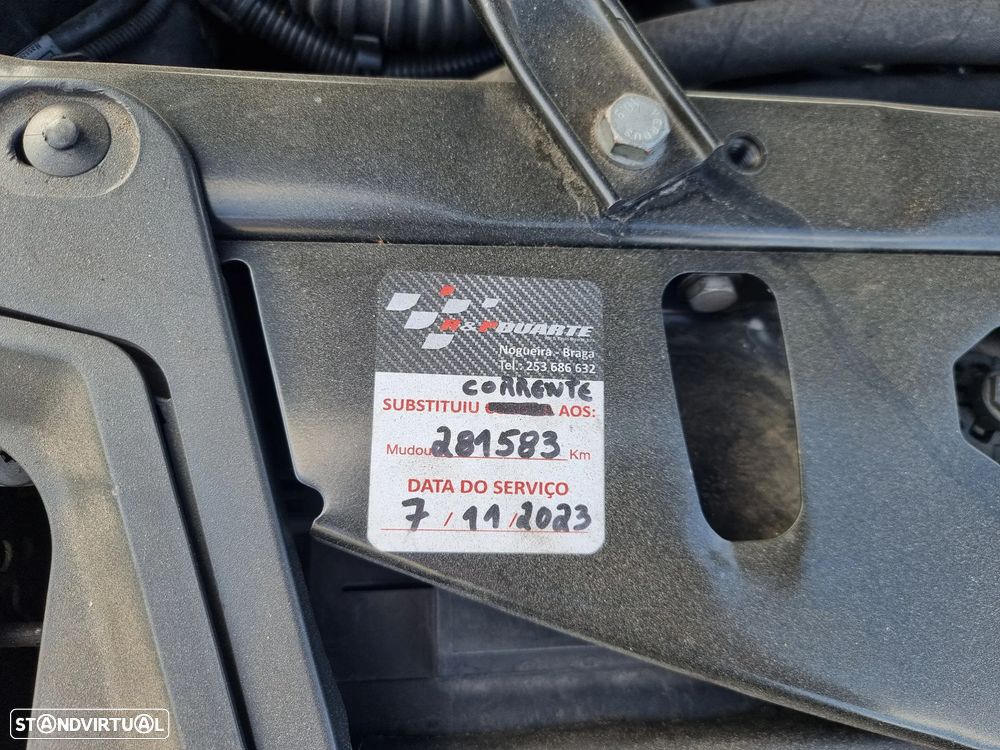 R&P DUARTE
Nogueira - Braga
Tel.: 253 686 632
CORRENTE
SUBSTITUIU AOS:
Mudou 281583 Km
DATA DO SERVIÇO
7 / 11 / 2023
STANDVIRTUAL